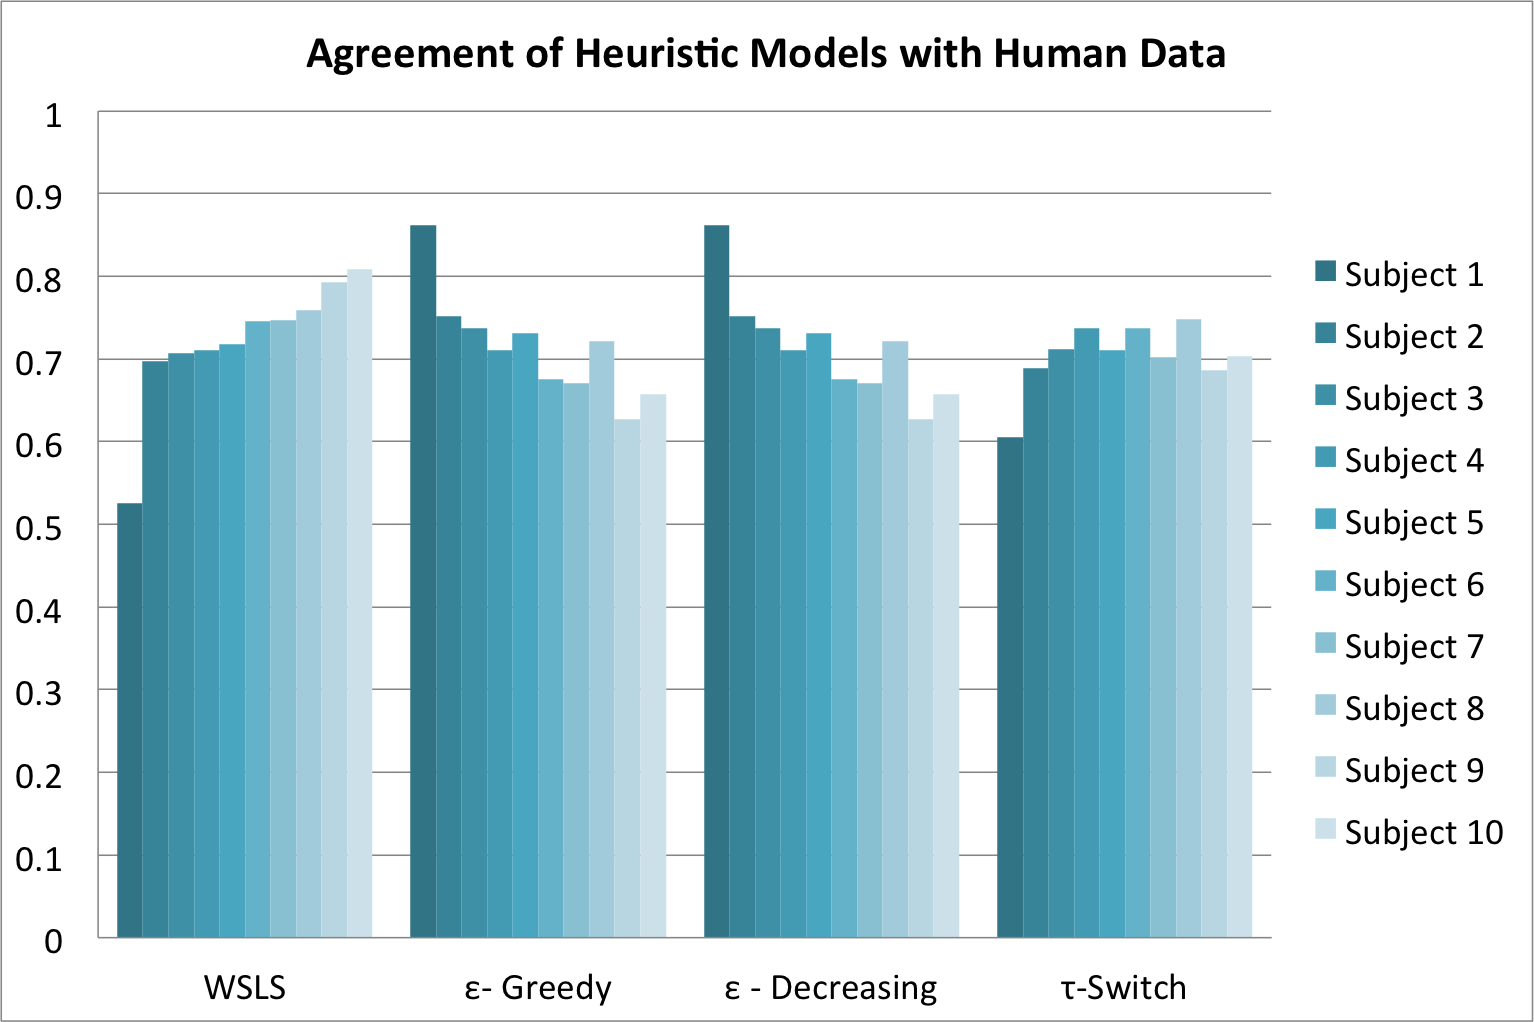 Agreement of Heuristic Models with Human Data
1
0.9
0.8
0.7
0.6
0.5
0.4
0.3
0.2
0.1
0
WSLS
ε- Greedy
ε - Decreasing
τ-Switch
Subject 1
Subject 2
Subject 3
Subject 4
Subject 5
Subject 6
Subject 7
Subject 8
Subject 9
Subject 10